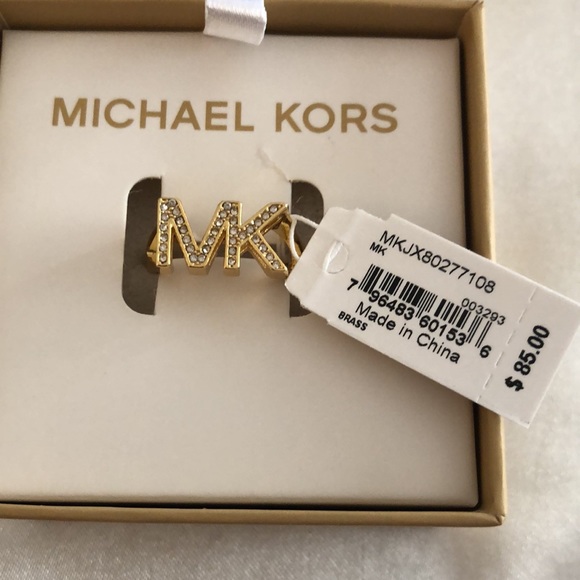 MICHAEL KORS
MK
MKJX80277108
MK
003293
7 96483 60153 6
Made in China
BRASS
$ 85.00